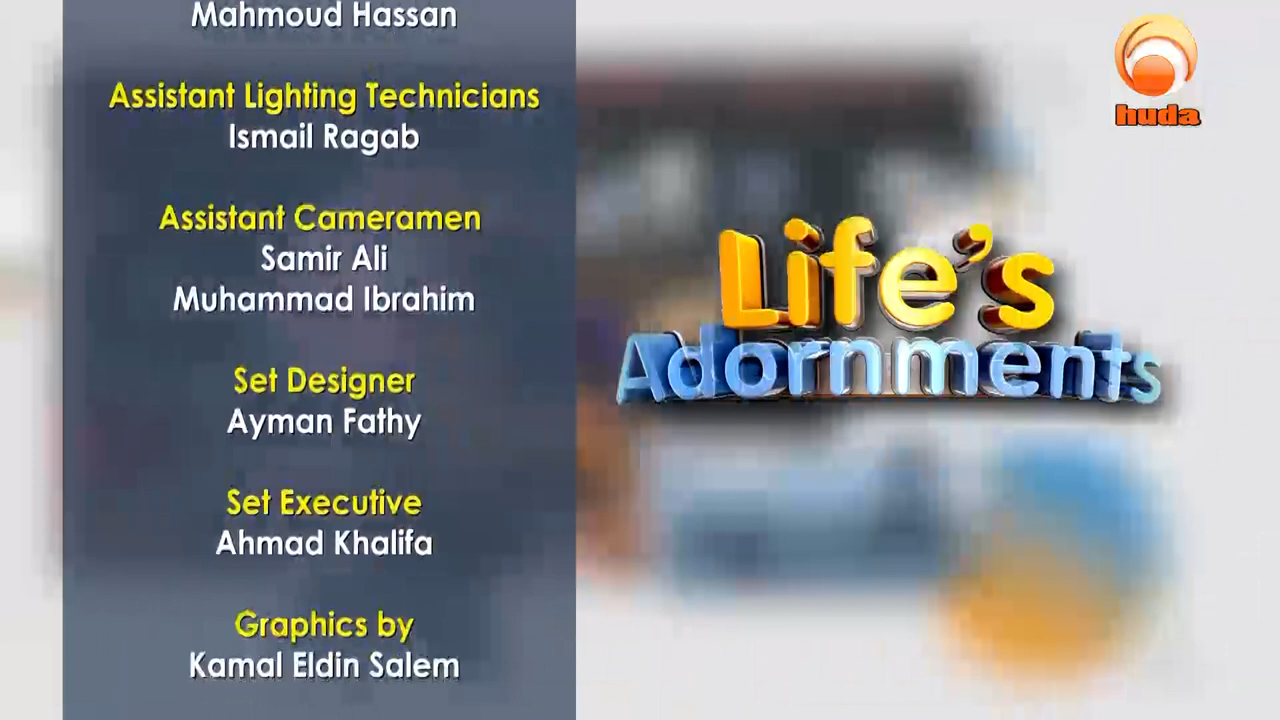 Mahmoud Hassan
Assistant Lighting Technicians
Ismail Ragab
Assistant Cameramen
Samir Ali
Muhammad Ibrahim
Set Designer
Ayman Fathy
Set Executive
Ahmad Khalifa
Graphics by
Kamal Eldin Salem
huda
Life's
Adornments